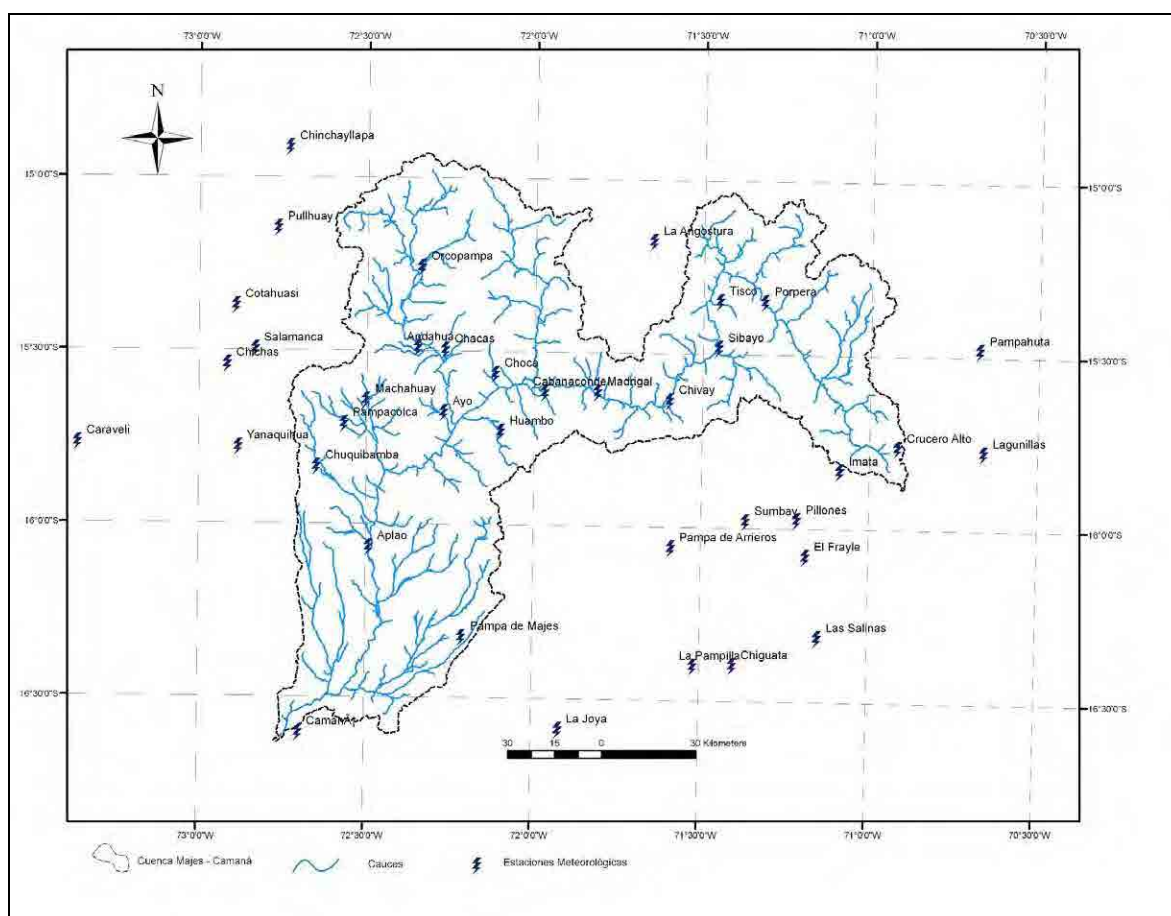 73°0'0"W 72°30'0"W 72°0'0"W 71°30'0"W 71°0'0"W 70°30'0"W
N
Chinchayllapa
15°0'0"S
15°0'0"S
Pullhuay
La Angostura
Orcopampa
Cotahuasi
Tisco Porpera
Salamanca
Andahua Chacas
Sibayo
15°30'0"S
Pampahuta
15°30'0"S
Chichas
Choco
Machahuay
Cabanaconde Madrigal
Chivay
Ayo
Pampacolca
Huambo
Caraveli
Yanaquihua
Crucero Alto
Lagunillas
Chuquibamba
Imata
16°0'0"S
Sumbay Pillones
Aplao
Pampa de Arrieros
16°0'0"S
El Frayle
Pampa de Majes
Las Salinas
La Pampilla Chiguata
16°30'0"S
16°30'0"S
Camaná
La Joya
30 15 0 30 Kilometers
73°0'0"W 72°30'0"W 72°0'0"W 71°30'0"W 71°0'0"W 70°30'0"W
Cuenca Majes - Camaná Cauces Estaciones Meteorológicas